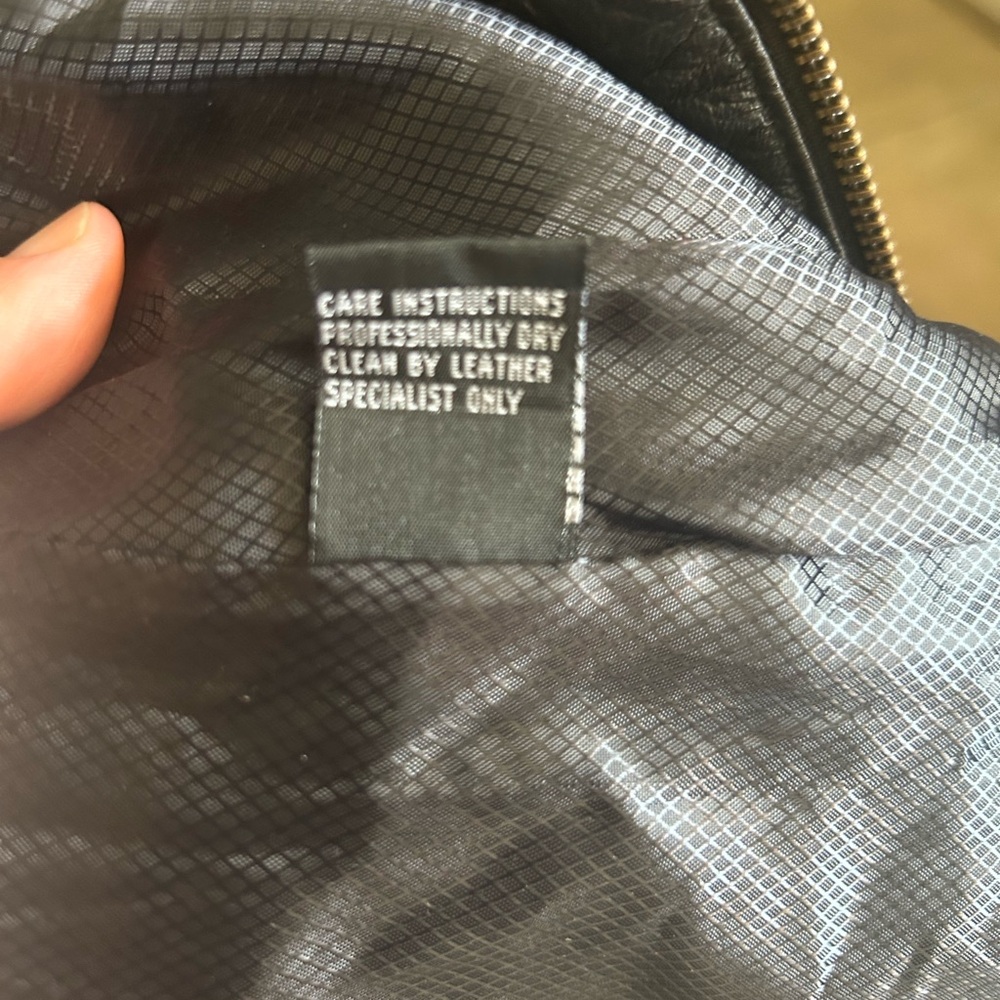 CARE INSTRUCTIONS
PROFESSIONALLY DRY
CLEAN BY LEATHER
SPECIALIST ONLY